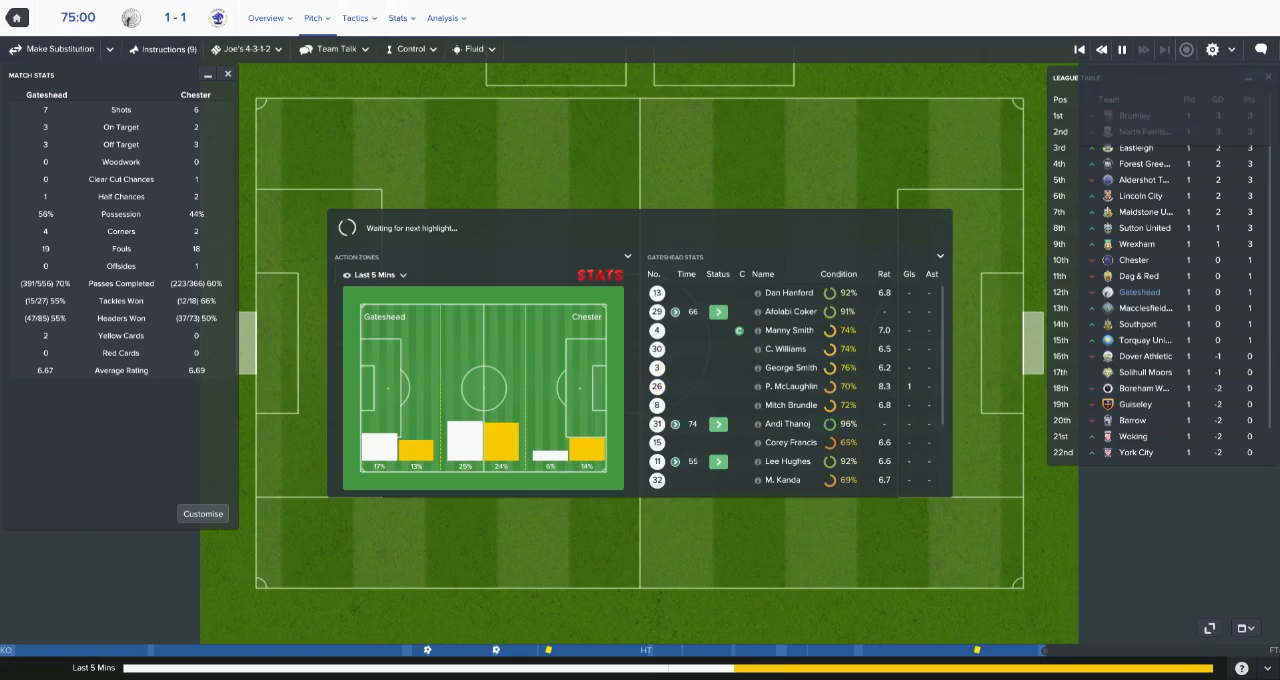 75:00 1 - 1 Overview Pitch Tactics Stats Analysis
Make Substitution Instructions (9) Joe's 4-3-1-2 Team Talk Control Fluid
MATCH STATS
Gateshead Chester
7 Shots 6
3 On Target 2
3 Off Target 3
0 Woodwork 0
0 Clear Cut Chances 1
1 Half Chances 2
56% Possession 44%
4 Corners 2
19 Fouls 18
0 Offsides 1
(391/556) 70% Passes Completed (223/366) 60%
(15/27) 55% Tackles Won (12/18) 66%
(47/85) 55% Headers Won (37/73) 50%
2 Yellow Cards 0
0 Red Cards 0
6.67 Average Rating 6.69
Customise
Waiting for next highlight...
ACTION ZONES
Last 5 Mins STATS
Gateshead Chester
17% 13% 25% 24% 6% 14%
GATESHEAD STATS
No. Time Status C Name Condition Rat Gls Ast
13 Dan Hanford 92% 6.8 - -
29 66 Afolabi Coker 91% - - -
4 C Manny Smith 74% 7.0 - -
30 C. Williams 74% 6.5 - -
3 George Smith 76% 6.2 - -
26 P. McLaughlin 70% 8.3 1 -
8 Mitch Brundle 72% 6.8 - -
31 74 Andi Thanoj 96% - - -
15 Corey Francis 65% 6.6 - -
11 55 Lee Hughes 92% 6.6 - -
32 M. Kanda 69% 6.7 - -
LEAGUE TABLE
Pos Team Pld GD Pts
1st Bromley 1 3 3
2nd North Ferrib... 1 3 3
3rd Eastleigh 1 2 3
4th Forest Gree... 1 2 3
5th Aldershot T... 1 2 3
6th Lincoln City 1 2 3
7th Maidstone U... 1 2 3
8th Sutton United 1 1 3
9th Wrexham 1 1 3
10th Chester 1 0 1
11th Dag & Red 1 0 1
12th Gateshead 1 0 1
13th Macclesfield... 1 0 1
14th Southport 1 0 1
15th Torquay Uni... 1 0 1
16th Dover Athletic 1 -1 0
17th Solihull Moors 1 -1 0
18th Boreham W... 1 -2 0
19th Guiseley 1 -2 0
20th Barrow 1 -2 0
21st Woking 1 -2 0
22nd York City 1 -2 0
KO HT FT
Last 5 Mins ?